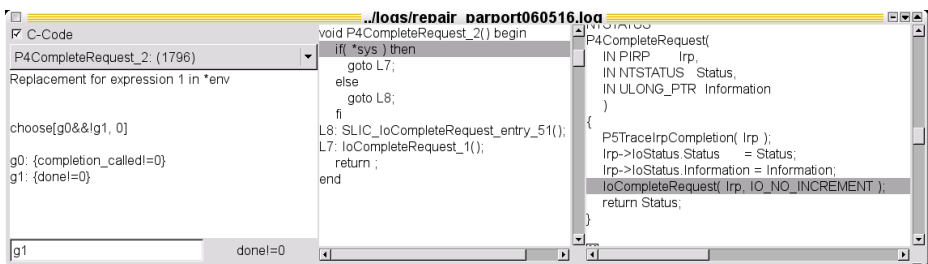 ../logs/repair_parport060516.log
C-Code
P4CompleteRequest_2: (1796)
Replacement for expression 1 in *env
choose[g0&&!g1, 0]
g0: {completion_called!=0}
g1: {done!=0}
g1
done!=0
void P4CompleteRequest_2() begin
if( *sys ) then
goto L7;
else
goto L8;
fi
L8: SLIC_IoCompleteRequest_entry_51();
L7: IoCompleteRequest_1();
return ;
end
NTSTATUS
P4CompleteRequest(
IN PIRP Irp,
IN NTSTATUS Status,
IN ULONG_PTR Information
)
{
P5TraceIrpCompletion( Irp );
Irp->IoStatus.Status = Status;
Irp->IoStatus.Information = Information;
IoCompleteRequest( Irp, IO_NO_INCREMENT );
return Status;
}